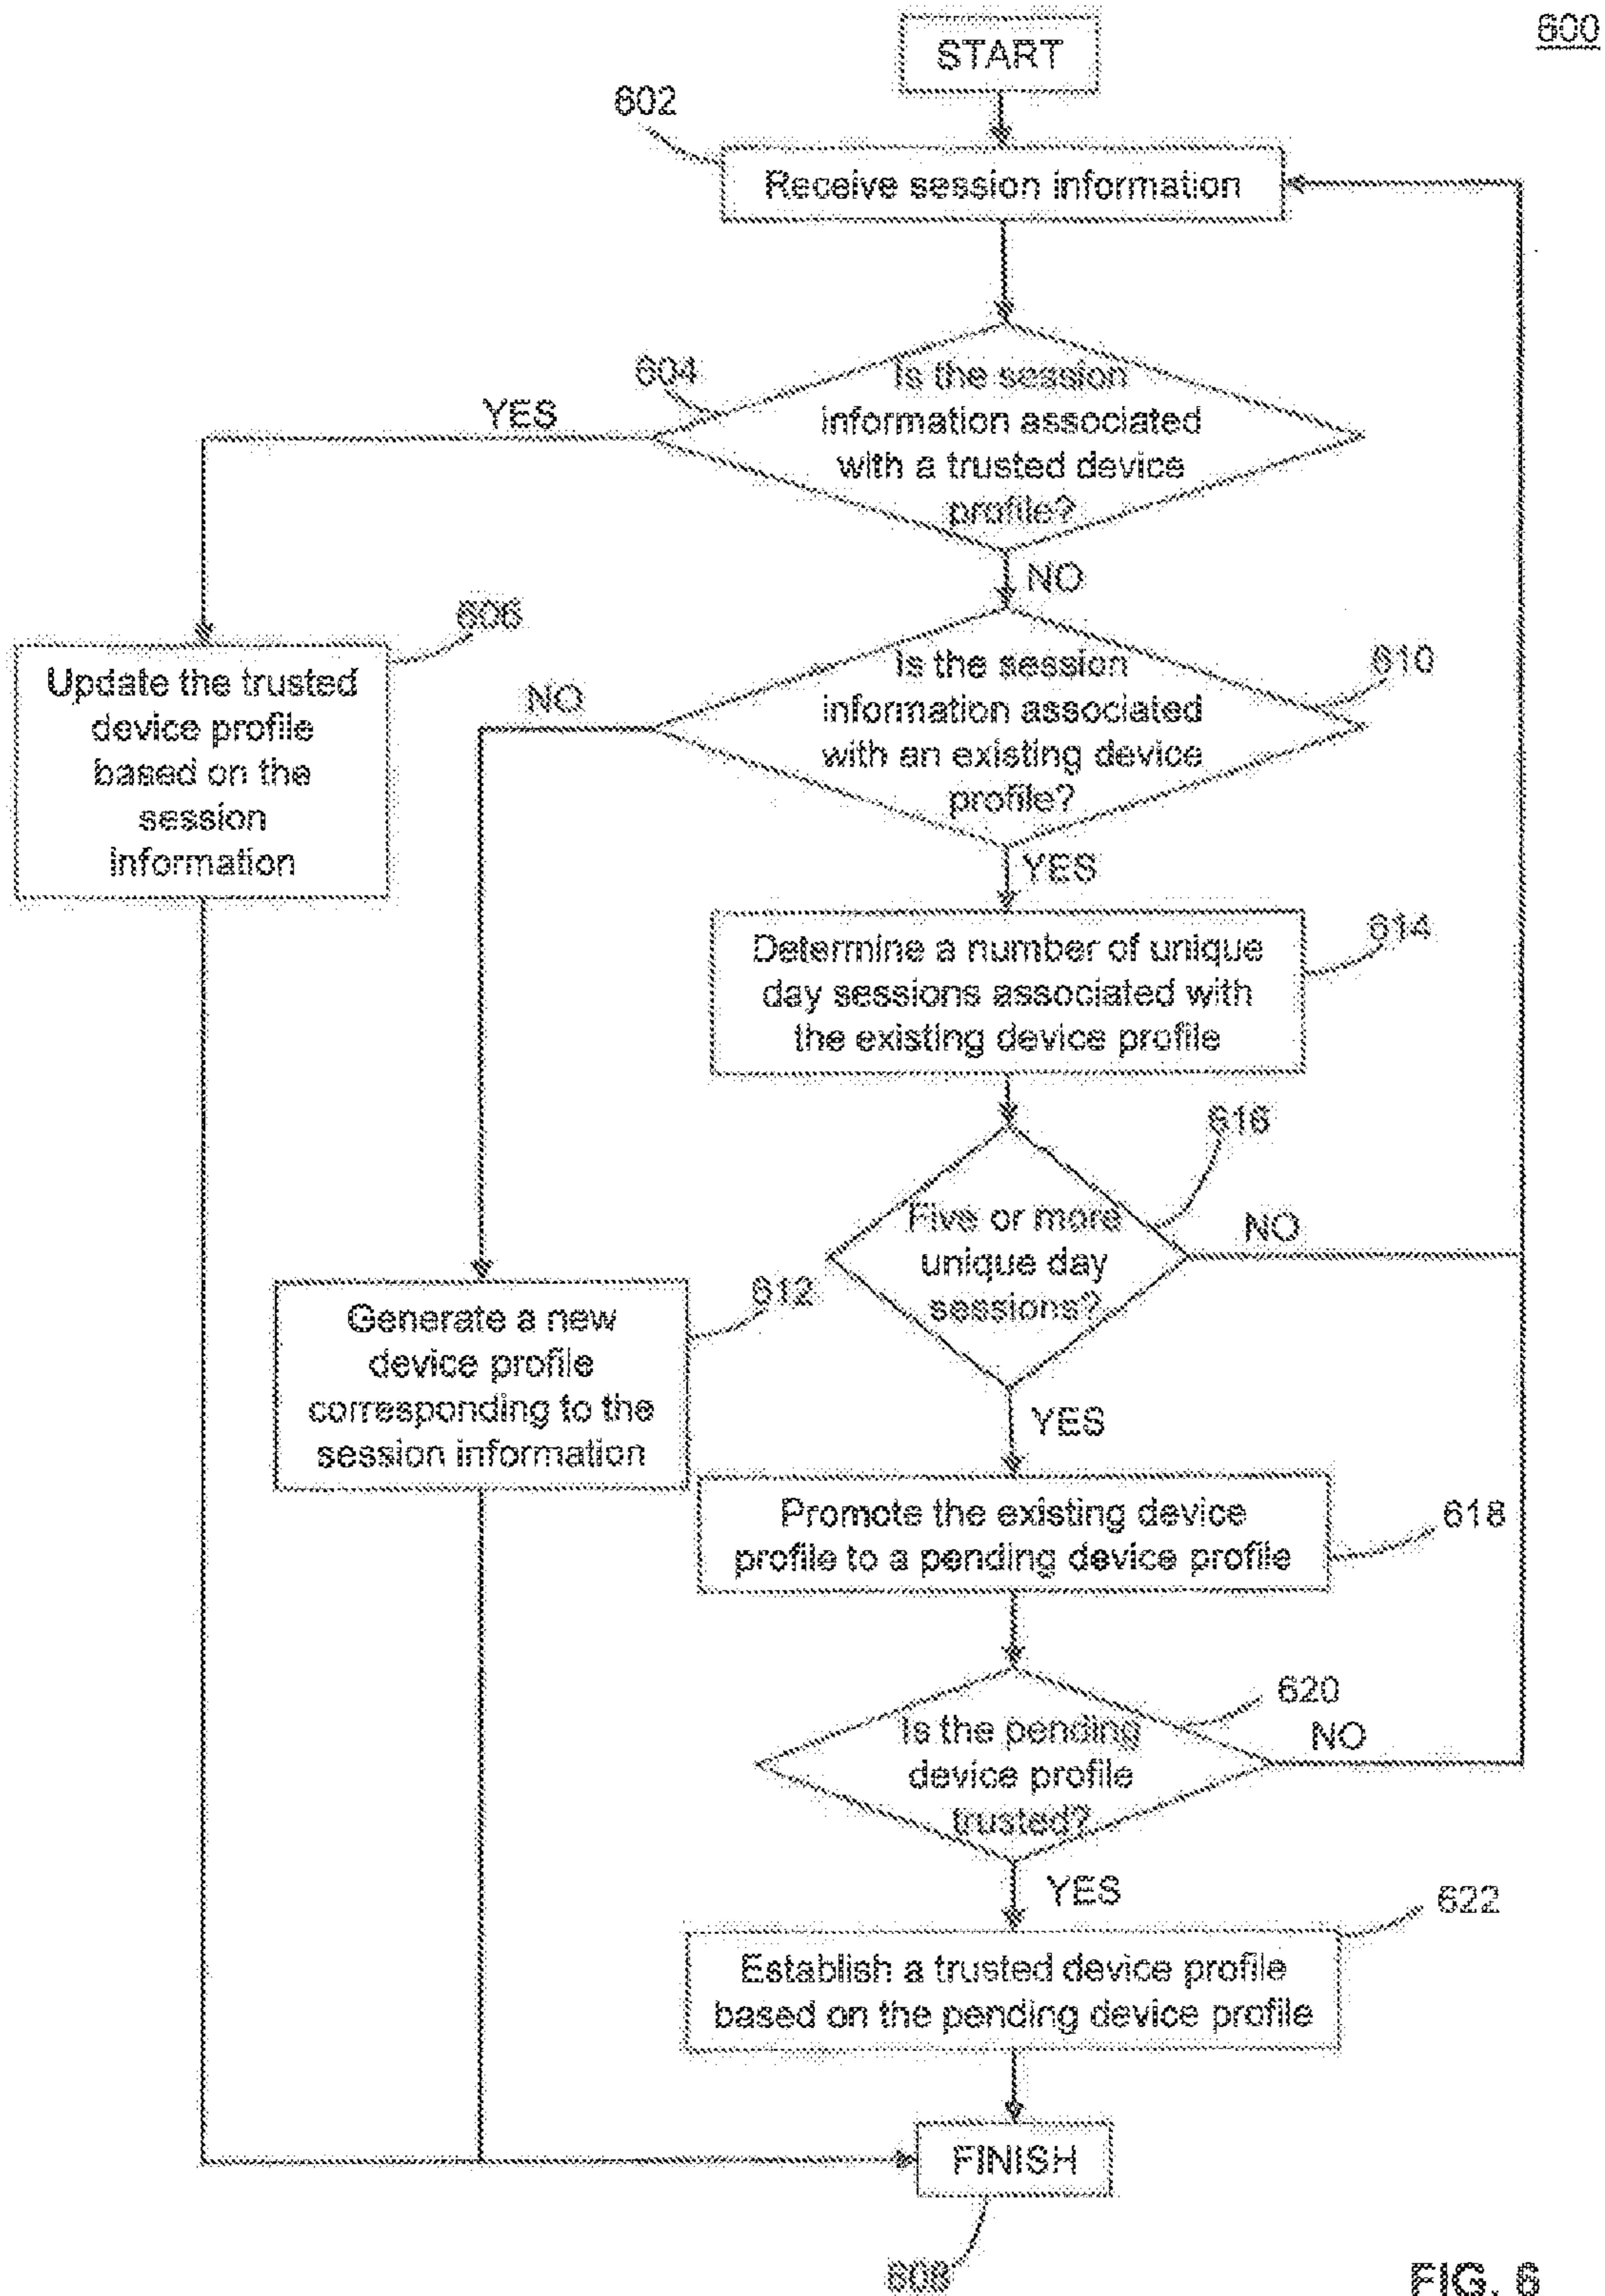 600
START
602
Receive session information
604
Is the session
information associated
with a trusted device
profile?
YES
NO
606
Update the trusted
device profile
based on the
session
information
610
Is the session
information associated
with an existing device
profile?
NO
YES
614
Determine a number of unique
day sessions associated with
the existing device profile
616
Five or more
unique day
sessions?
NO
612
Generate a new
device profile
corresponding to the
session information
YES
Promote the existing device
profile to a pending device profile
618
620
Is the pending
device profile
trusted?
NO
YES
622
Establish a trusted device profile
based on the pending device profile
FINISH
608
FIG. 6